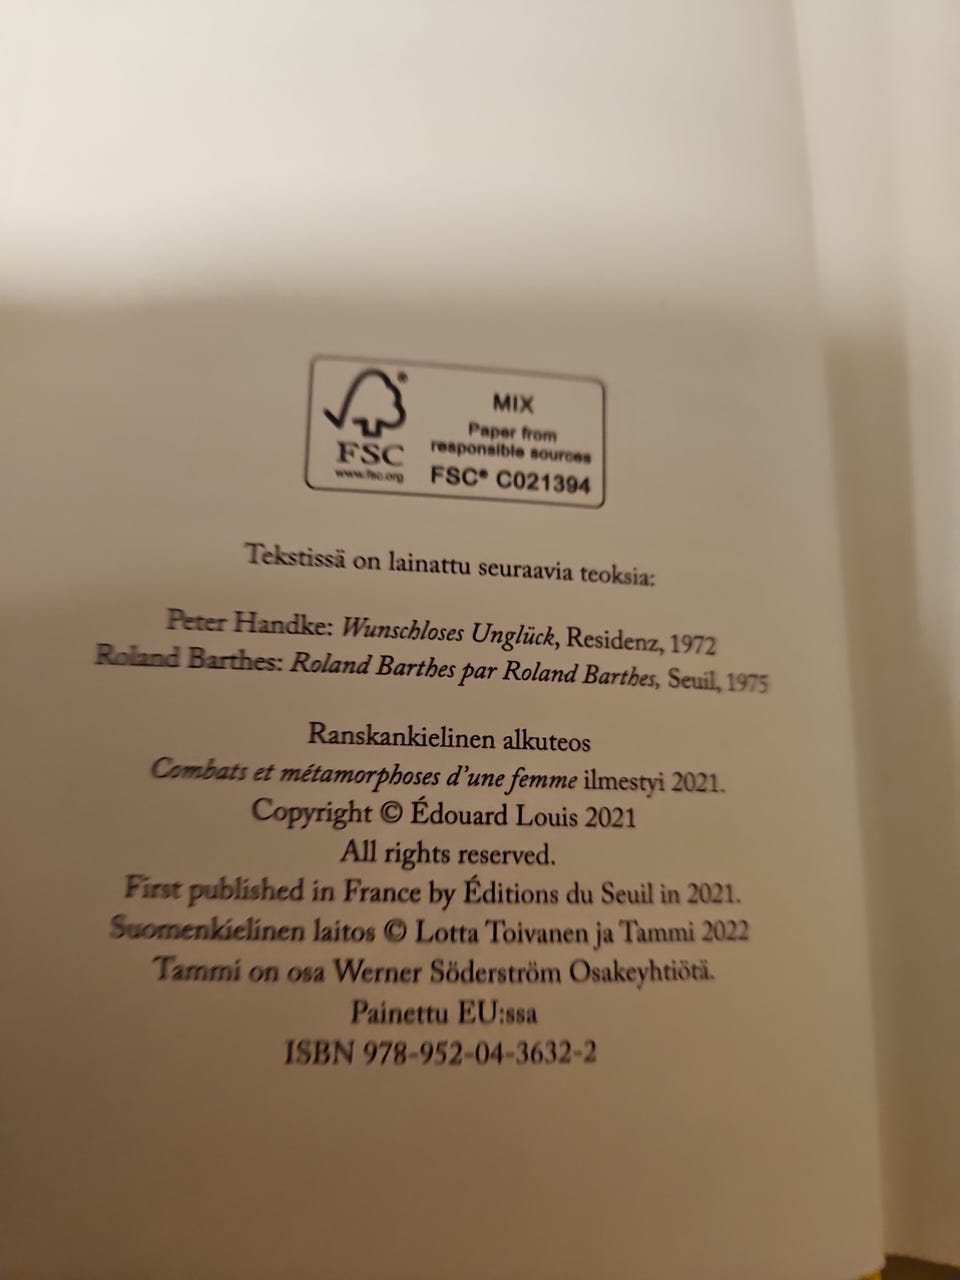 MIX
Paper from
responsible sources
FSC® C021394
FSC
www.fsc.org
Tekstissä on lainattu seuraavia teoksia:
Peter Handke: Wunschloses Unglück, Residenz, 1972
Roland Barthes: Roland Barthes par Roland Barthes, Seuil, 1975
Ranskankielinen alkuteos
Combats et métamorphoses d'une femme ilmestyi 2021.
Copyright © Édouard Louis 2021
All rights reserved.
First published in France by Éditions du Seuil in 2021.
Suomenkielinen laitos © Lotta Toivanen ja Tammi 2022
Tammi on osa Werner Söderström Osakeyhtiötä.
Painettu EU:ssa
ISBN 978-952-04-3632-2